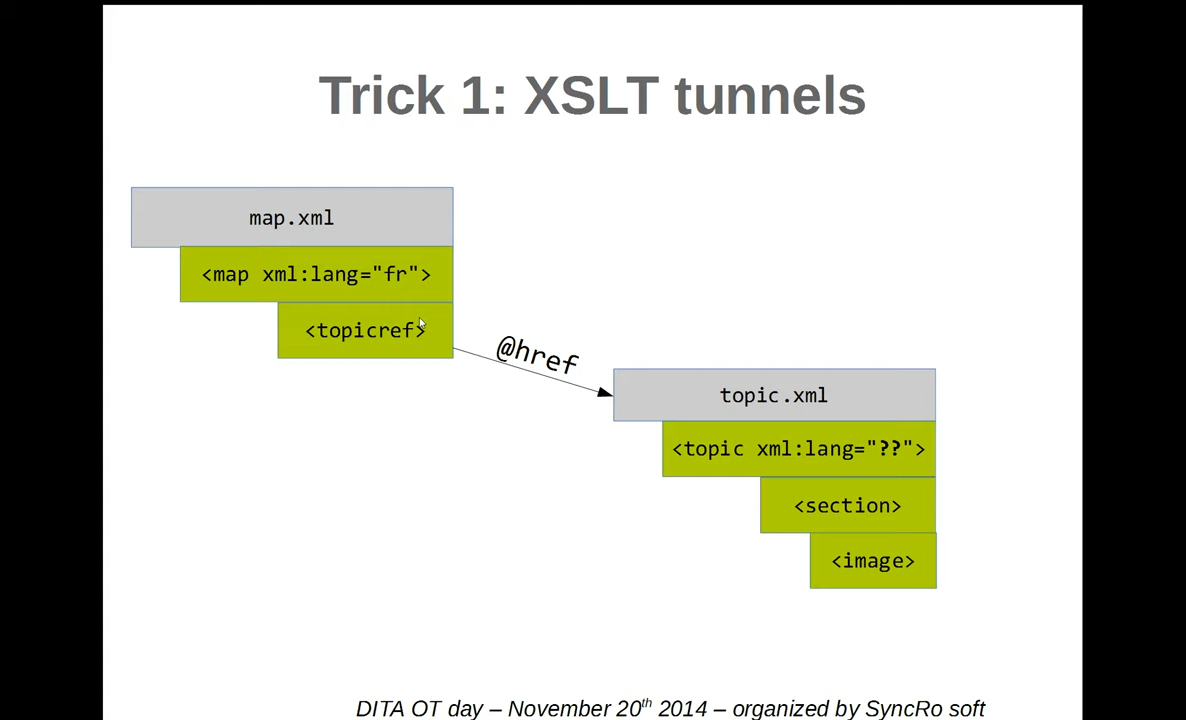 Trick 1: XSLT tunnels
map.xml
<map xml:lang="fr">
<topicref>
@href
topic.xml
<topic xml:lang="??">
<section>
<image>
DITA OT day – November 20th 2014 – organized by SyncRo soft